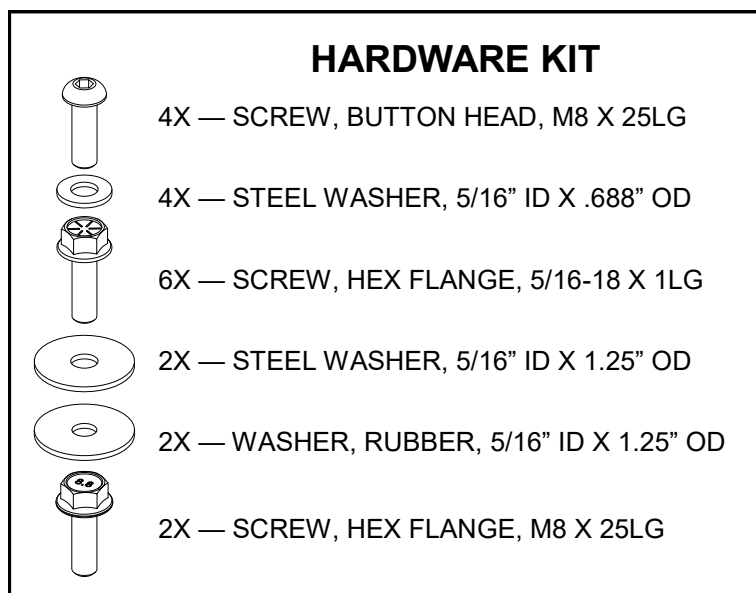 HARDWARE KIT
4X — SCREW, BUTTON HEAD, M8 X 25LG
4X — STEEL WASHER, 5/16” ID X .688” OD
6X — SCREW, HEX FLANGE, 5/16-18 X 1LG
2X — STEEL WASHER, 5/16” ID X 1.25” OD
2X — WASHER, RUBBER, 5/16” ID X 1.25” OD
8.8
2X — SCREW, HEX FLANGE, M8 X 25LG